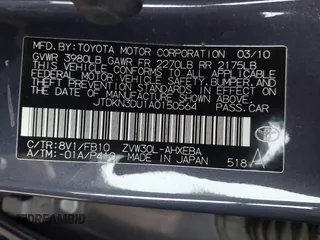 MFD.BY: TOYOTA MOTOR CORPORATION 03/10
GVWR 3980LB GAWR FR 2270LB RR 2175LB
THIS VEHICLE CONFORMS TO ALL APPLICABLE
FEDERAL MOTOR VEHICLE SAFETY, BUMPER, AND
THEFT PREVENTION STANDARDS IN EFFECT ON
THE DATE OF MANUFACTURE SHOWN ABOVE.
JTDKN3DU1A0150564 PASS.CAR
C/TR:8V1/FB10 ZVW30L-AHXEBA
A/TM:-01A/P410 MADE IN JAPAN 518